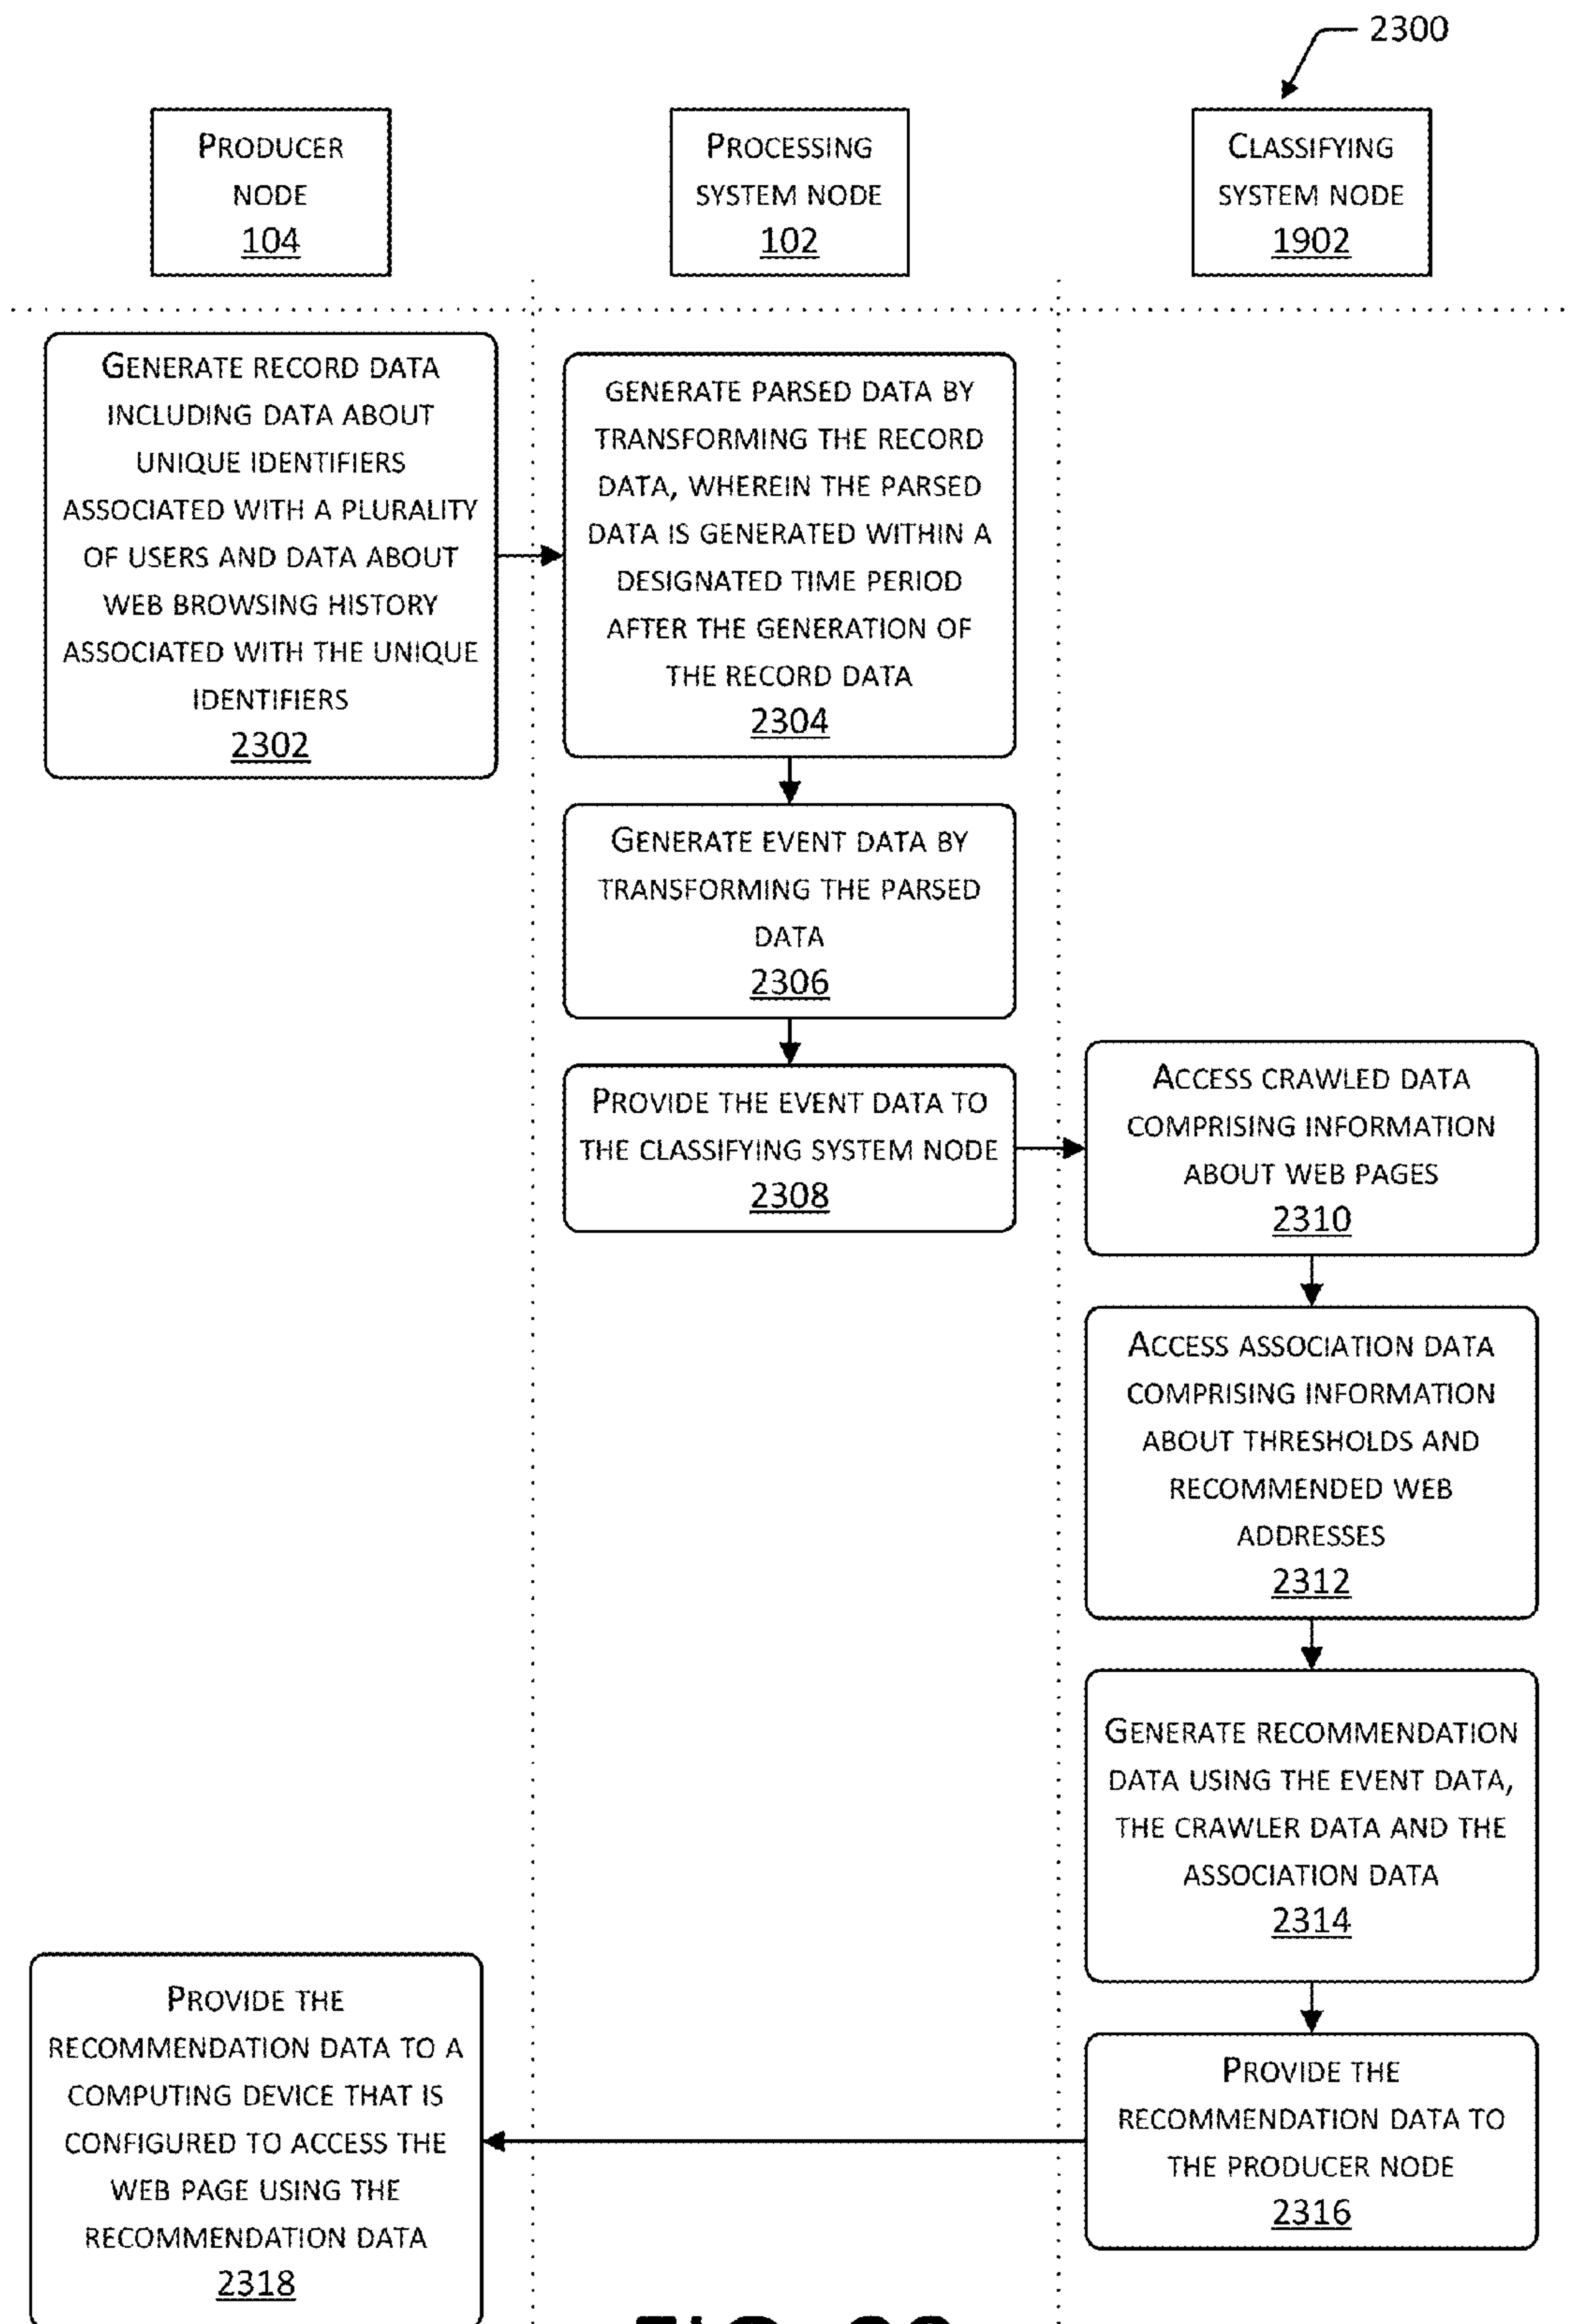 2300
PRODUCER
NODE
104
PROCESSING
SYSTEM NODE
102
CLASSIFYING
SYSTEM NODE
1902
GENERATE RECORD DATA
INCLUDING DATA ABOUT
UNIQUE IDENTIFIERS
ASSOCIATED WITH A PLURALITY
OF USERS AND DATA ABOUT
WEB BROWSING HISTORY
ASSOCIATED WITH THE UNIQUE
IDENTIFIERS
2302
GENERATE PARSED DATA BY
TRANSFORMING THE RECORD
DATA, WHEREIN THE PARSED
DATA IS GENERATED WITHIN A
DESIGNATED TIME PERIOD
AFTER THE GENERATION OF
THE RECORD DATA
2304
GENERATE EVENT DATA BY
TRANSFORMING THE PARSED
DATA
2306
PROVIDE THE EVENT DATA TO
THE CLASSIFYING SYSTEM NODE
2308
ACCESS CRAWLED DATA
COMPRISING INFORMATION
ABOUT WEB PAGES
2310
ACCESS ASSOCIATION DATA
COMPRISING INFORMATION
ABOUT THRESHOLDS AND
RECOMMENDED WEB
ADDRESSES
2312
GENERATE RECOMMENDATION
DATA USING THE EVENT DATA,
THE CRAWLER DATA AND THE
ASSOCIATION DATA
2314
PROVIDE THE
RECOMMENDATION DATA TO
THE PRODUCER NODE
2316
PROVIDE THE
RECOMMENDATION DATA TO A
COMPUTING DEVICE THAT IS
CONFIGURED TO ACCESS THE
WEB PAGE USING THE
RECOMMENDATION DATA
2318